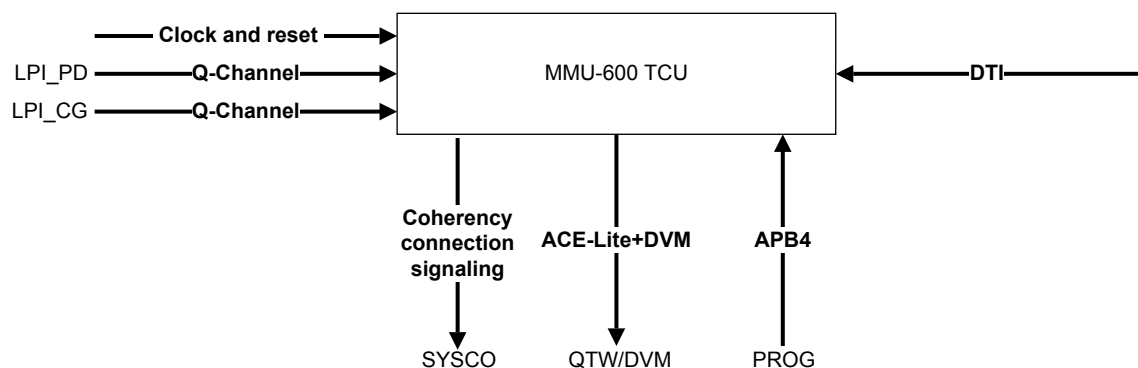 Clock and reset
LPI_PD
Q-Channel
MMU-600 TCU
DTI
LPI_CG
Q-Channel
Coherency
connection
signaling
ACE-Lite+DVM
APB4
SYSCO
QTW/DVM
PROG